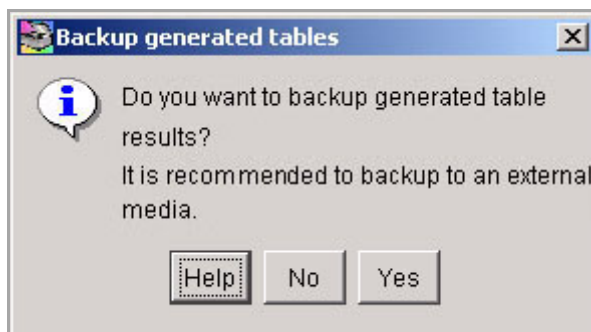 Backup generated tables
Do you want to backup generated table
results?
It is recommended to backup to an external
media.
Help No Yes